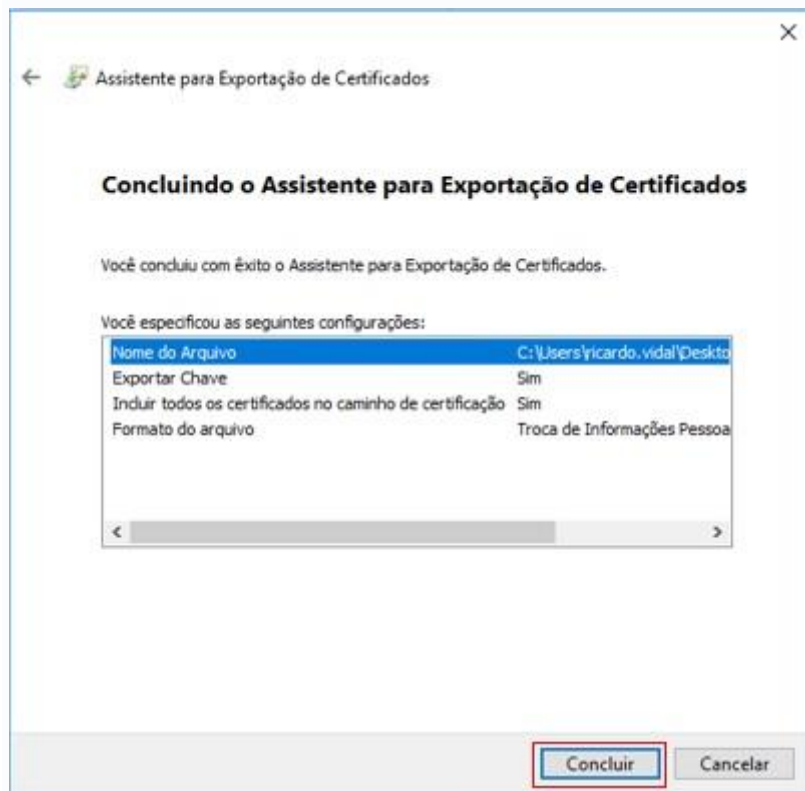 Assistente para Exportação de Certificados
Concluindo o Assistente para Exportação de Certificados
Você concluiu com êxito o Assistente para Exportação de Certificados.
Você especificou as seguintes configurações:
Nome do Arquivo C:\Users\ricardo.vidal\Deskto
Exportar Chave Sim
Incluir todos os certificados no caminho de certificação Sim
Formato do arquivo Troca de Informações Pessoa
Concluir Cancelar